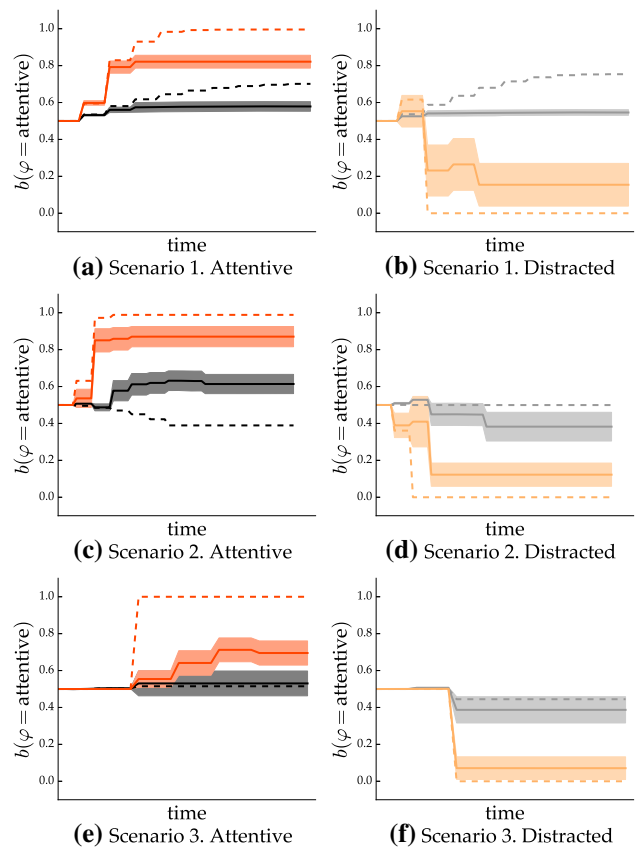 1.0
0.8
0.6
0.4
0.2
0.0
b(φ = attentive)
time
(a) Scenario 1. Attentive
1.0
0.8
0.6
0.4
0.2
0.0
b(φ = attentive)
time
(b) Scenario 1. Distracted
1.0
0.8
0.6
0.4
0.2
0.0
b(φ = attentive)
time
(c) Scenario 2. Attentive
1.0
0.8
0.6
0.4
0.2
0.0
b(φ = attentive)
time
(d) Scenario 2. Distracted
1.0
0.8
0.6
0.4
0.2
0.0
b(φ = attentive)
time
(e) Scenario 3. Attentive
1.0
0.8
0.6
0.4
0.2
0.0
b(φ = attentive)
time
(f) Scenario 3. Distracted